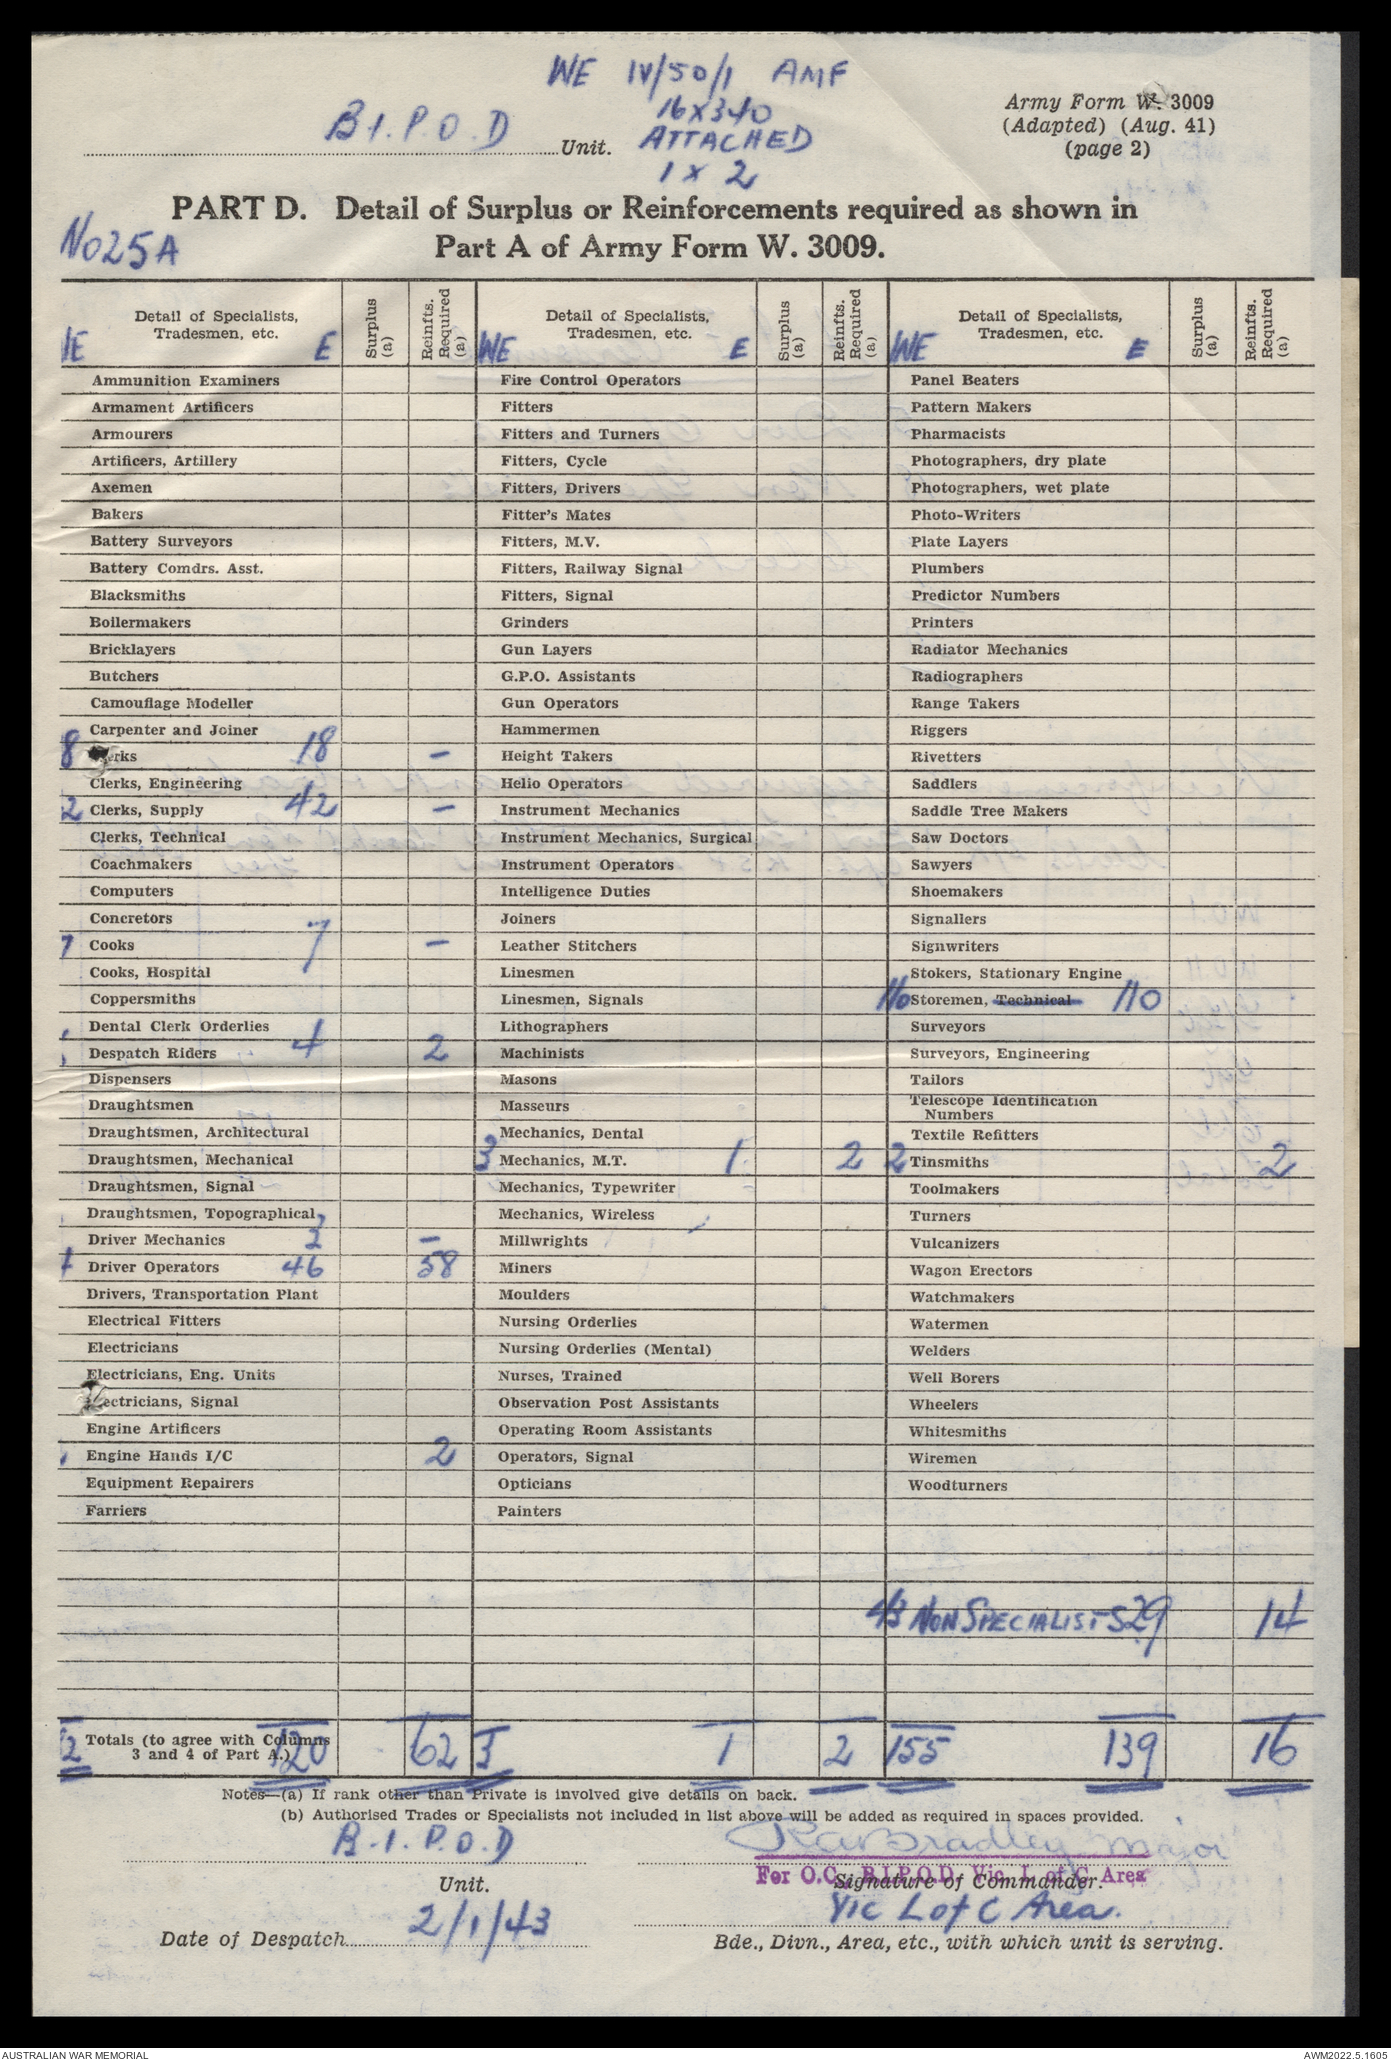 WE IV/50/1 AMF
16 x 340
B.I.P.O.D Unit. ATTACHED
1 x 2
Army Form W. 3009
(Adapted) (Aug. 41)
(page 2)
PART D. Detail of Surplus or Reinforcements required as shown in
Part A of Army Form W. 3009.
No 25A
Detail of Specialists, Tradesmen, etc. E Surplus (a) Reinfts. Required (a) WE Detail of Specialists, Tradesmen, etc. E Surplus (a) Reinfts. Required (a) WE Detail of Specialists, Tradesmen, etc. E Surplus (a) Reinfts. Required (a)
Ammunition Examiners
Armament Artificers
Armourers
Artificers, Artillery
Axemen
Bakers
Battery Surveyors
Battery Comdrs. Asst.
Blacksmiths
Boilermakers
Bricklayers
Butchers
Camouflage Modeller
Carpenter and Joiner
8 erks 18 –
Clerks, Engineering
2 Clerks, Supply 42 –
Clerks, Technical
Coachmakers
Computers
Concretors
7 Cooks 7 –
Cooks, Hospital
Coppersmiths
Dental Clerk Orderlies
Despatch Riders 4 2
Dispensers
Draughtsmen
Draughtsmen, Architectural
Draughtsmen, Mechanical
Draughtsmen, Signal
Draughtsmen, Topographical
Driver Mechanics 2 –
Driver Operators 46 58
Drivers, Transportation Plant
Electrical Fitters
Electricians
Electricians, Eng. Units
ectricians, Signal
Engine Artificers
Engine Hands I/C 2
Equipment Repairers
Farriers
2 Totals (to agree with Columns 3 and 4 of Part A.) 120 62
Fire Control Operators
Fitters
Fitters and Turners
Fitters, Cycle
Fitters, Drivers
Fitter's Mates
Fitters, M.V.
Fitters, Railway Signal
Fitters, Signal
Grinders
Gun Layers
G.P.O. Assistants
Gun Operators
Hammermen
Height Takers
Helio Operators
Instrument Mechanics
Instrument Mechanics, Surgical
Instrument Operators
Intelligence Duties
Joiners
Leather Stitchers
Linesmen
Linesmen, Signals
Lithographers
Machinists
Masons
Masseurs
Mechanics, Dental
3 Mechanics, M.T. 1 2
Mechanics, Typewriter
Mechanics, Wireless
Millwrights
Miners
Moulders
Nursing Orderlies
Nursing Orderlies (Mental)
Nurses, Trained
Observation Post Assistants
Operating Room Assistants
Operators, Signal
Opticians
Painters
3 1 2
Panel Beaters
Pattern Makers
Pharmacists
Photographers, dry plate
Photographers, wet plate
Photo-Writers
Plate Layers
Plumbers
Predictor Numbers
Printers
Radiator Mechanics
Radiographers
Range Takers
Riggers
Rivetters
Saddlers
Saddle Tree Makers
Saw Doctors
Sawyers
Shoemakers
Signallers
Signwriters
Stokers, Stationary Engine
110 Storemen, Technical 110
Surveyors
Surveyors, Engineering
Tailors
Telescope Identification
Numbers
Textile Refitters
2 Tinsmiths 2
Toolmakers
Turners
Vulcanizers
Wagon Erectors
Watchmakers
Watermen
Welders
Well Borers
Wheelers
Whitesmiths
Wiremen
Woodturners
43 NON SPECIALISTS 29 14
155 139 16
Notes—(a) If rank other than Private is involved give details on back.
(b) Authorised Trades or Specialists not included in list above will be added as required in spaces provided.
B.I.P.O.D
Unit.
Bradley Major
For O.C., B.I.P.O.D. Vic. L of C. Area
Signature of Commander.
Date of Despatch 2/1/43
Vic L of C Area.
Bde., Divn., Area, etc., with which unit is serving.
AUSTRALIAN WAR MEMORIAL
AWM2022.5.1605